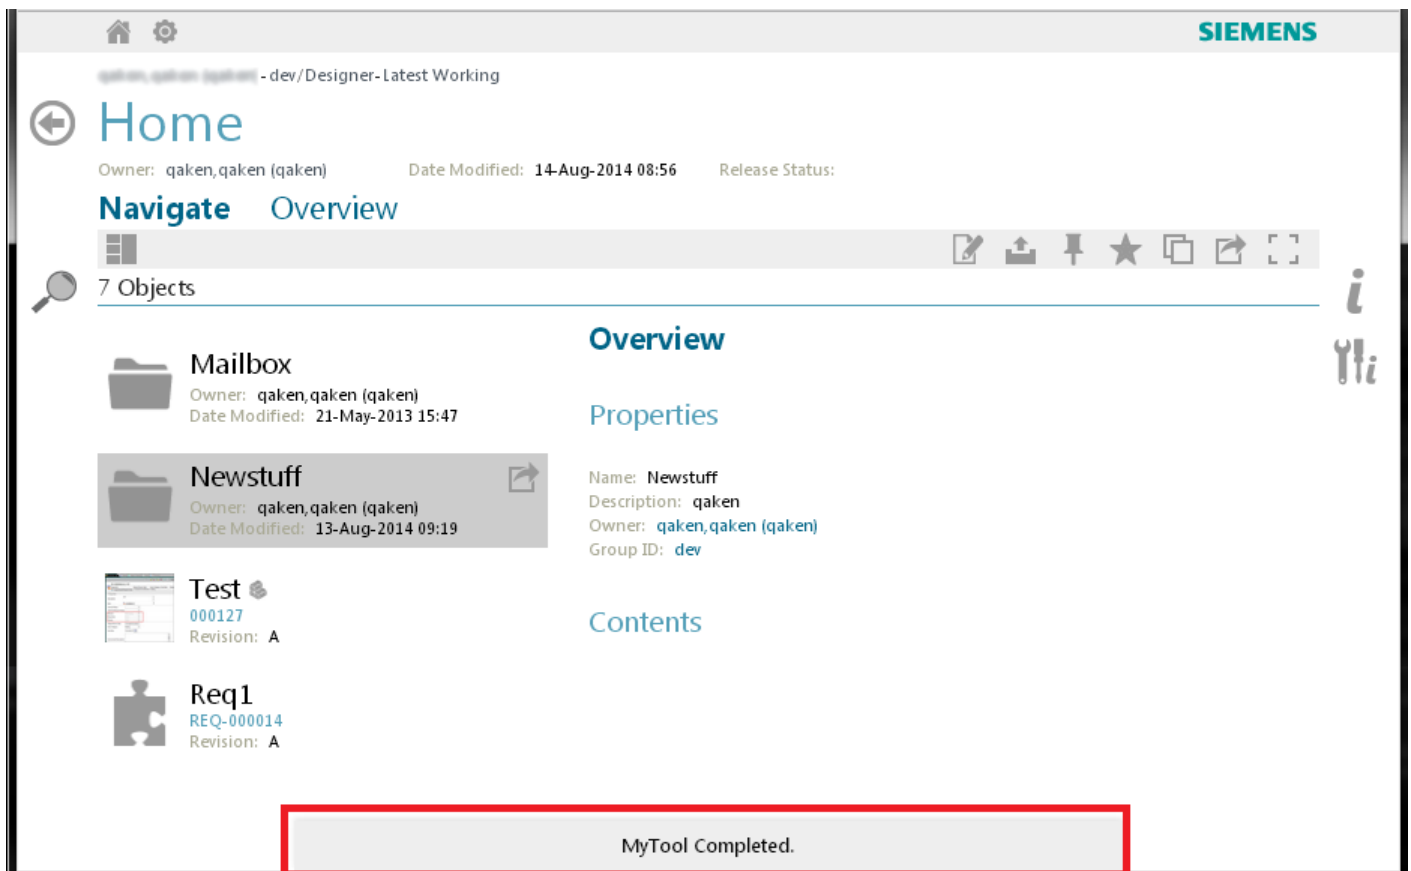 SIEMENS
- dev/Designer- Latest Working
Home
Owner: qaken,qaken (qaken) Date Modified: 14-Aug-2014 08:56 Release Status:
Navigate Overview
7 Objects
Mailbox
Owner: qaken,qaken (qaken)
Date Modified: 21-May-2013 15:47
Newstuff
Owner: qaken,qaken (qaken)
Date Modified: 13-Aug-2014 09:19
Test
000127
Revision: A
Req1
REQ-000014
Revision: A
Overview
Properties
Name: Newstuff
Description: qaken
Owner: qaken,qaken (qaken)
Group ID: dev
Contents
MyTool Completed.